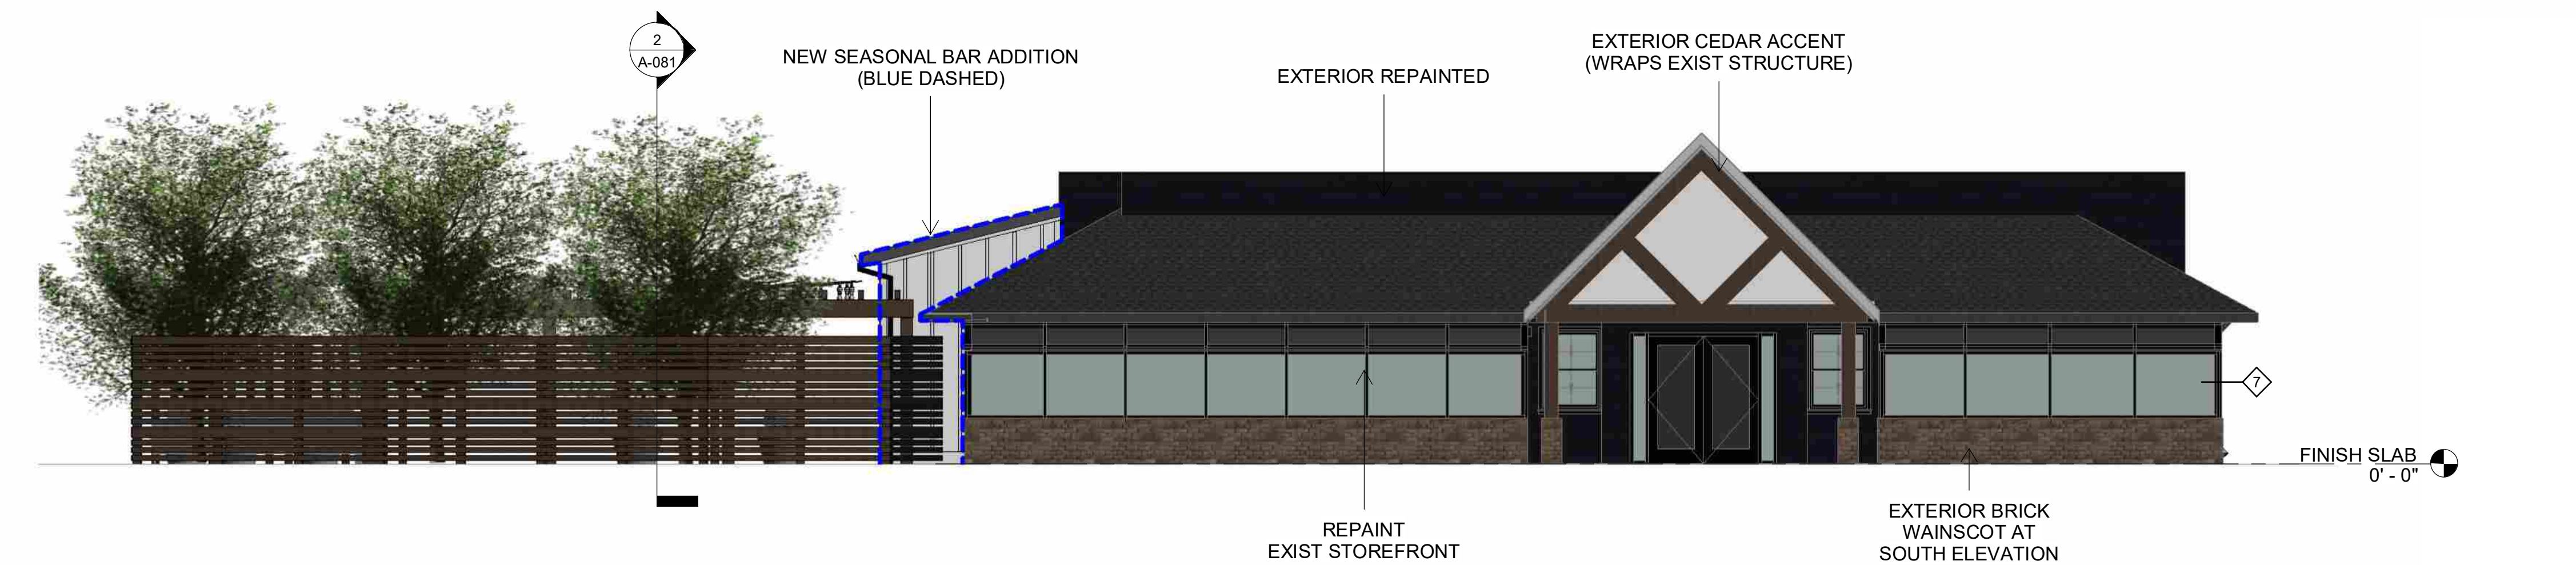 2
A-081
NEW SEASONAL BAR ADDITION
(BLUE DASHED)
EXTERIOR REPAINTED
EXTERIOR CEDAR ACCENT
(WRAPS EXIST STRUCTURE)
7
FINISH SLAB
0' - 0"
REPAINT
EXIST STOREFRONT
EXTERIOR BRICK
WAINSCOT AT
SOUTH ELEVATION